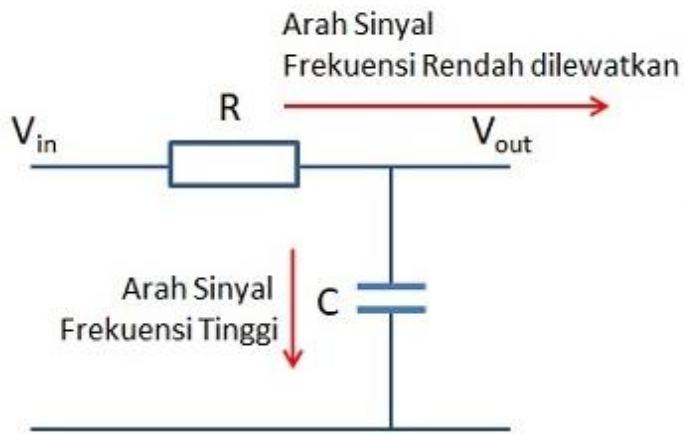 Arah Sinyal
Frekuensi Rendah dilewatkan
R
Vin
Vout
Arah Sinyal
Frekuensi Tinggi
C